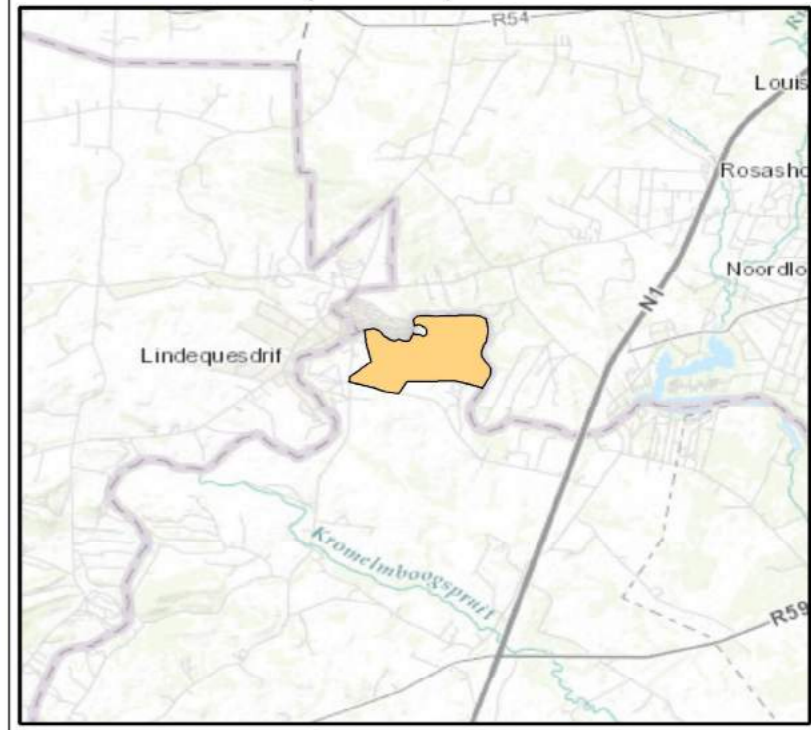 R54
Louis
Rosasho
Noordlo
N1
Lindequesdrif
Kromelmboogspruit
R59